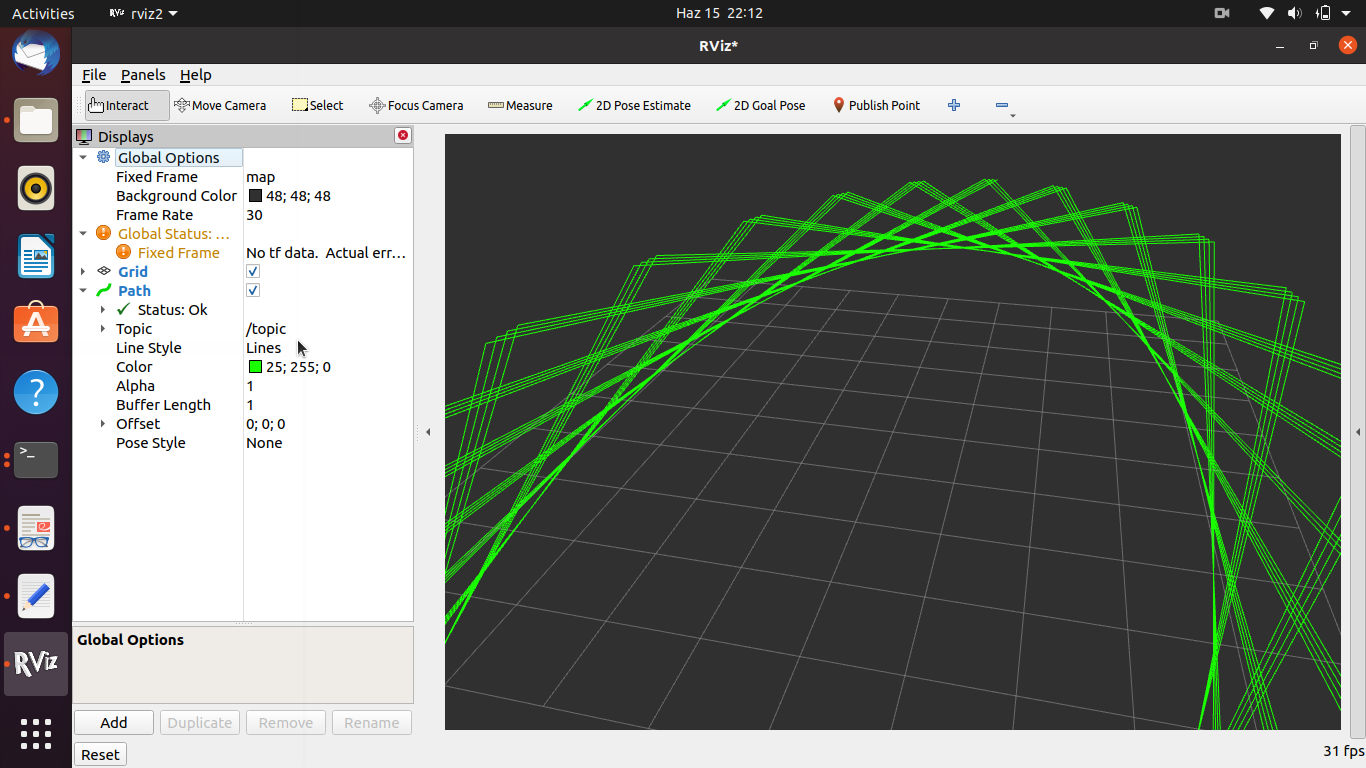 Activities RViz rviz2 Haz 15 22:12
RViz*
File Panels Help
Interact Move Camera Select Focus Camera Measure 2D Pose Estimate 2D Goal Pose Publish Point
Displays
Global Options
Fixed Frame map
Background Color 48; 48; 48
Frame Rate 30
Global Status: ...
Fixed Frame No tf data. Actual err...
Grid
Path
Status: Ok
Topic /topic
Line Style Lines
Color 25; 255; 0
Alpha 1
Buffer Length 1
Offset 0; 0; 0
Pose Style None
Global Options
RViz
Add Duplicate Remove Rename
Reset 31 fps